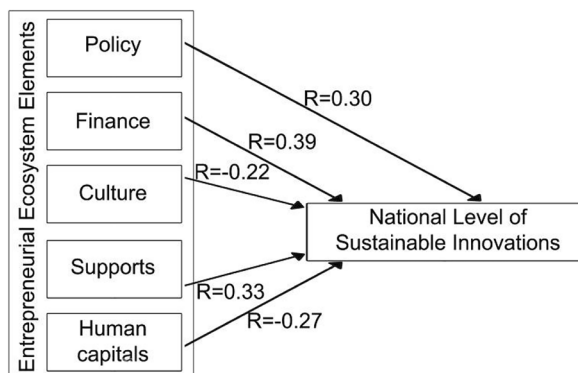 Entrepreneurial Ecosystem Elements
Policy
R=0.30
Finance
R=0.39
Culture
R=-0.22
National Level of
Sustainable Innovations
Supports
R=0.33
Human
capitals
R=-0.27